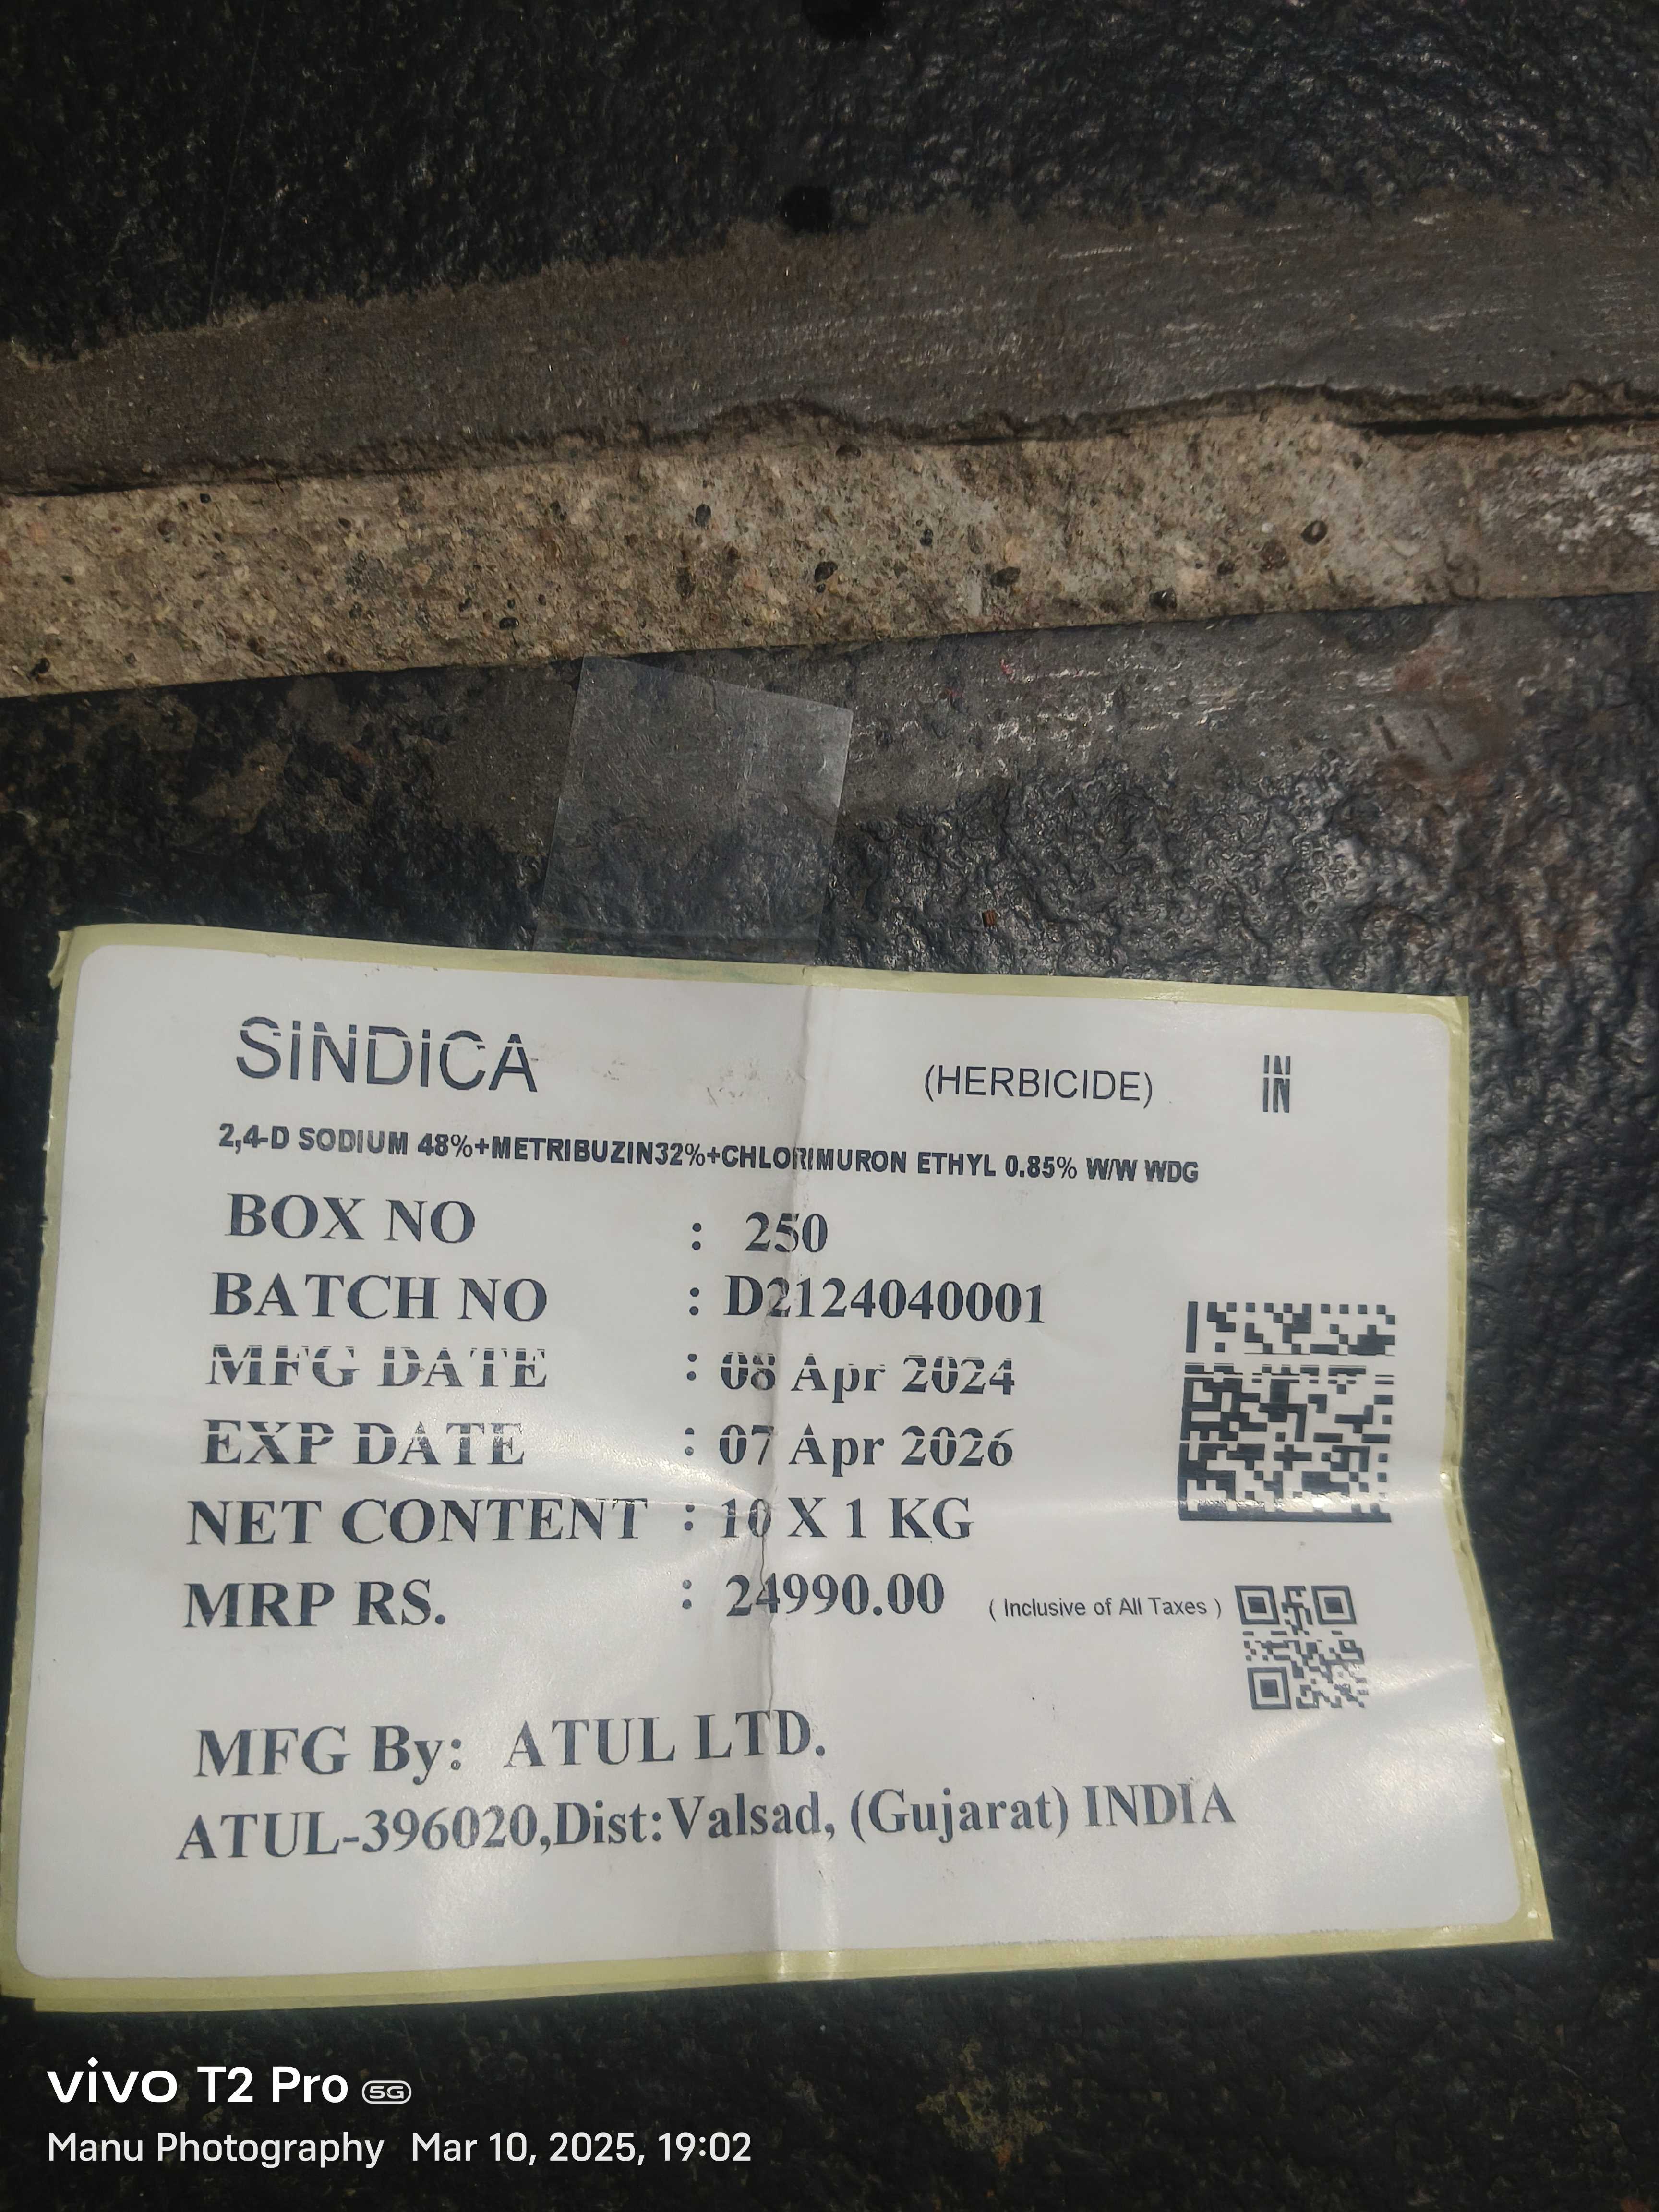 SiNDiCA (HERBICIDE) IN
2,4-D SODIUM 48%+METRIBUZIN32%+CHLORIMURON ETHYL 0.85% W/W WDG
BOX NO : 250
BATCH NO : D2124040001
MFG DATE : 08 Apr 2024
EXP DATE : 07 Apr 2026
NET CONTENT : 10 X 1 KG
MRP RS. : 24990.00 ( Inclusive of All Taxes )
MFG By: ATUL LTD.
ATUL-396020,Dist:Valsad, (Gujarat) INDIA
vivo T2 Pro 5G
Manu Photography Mar 10, 2025, 19:02